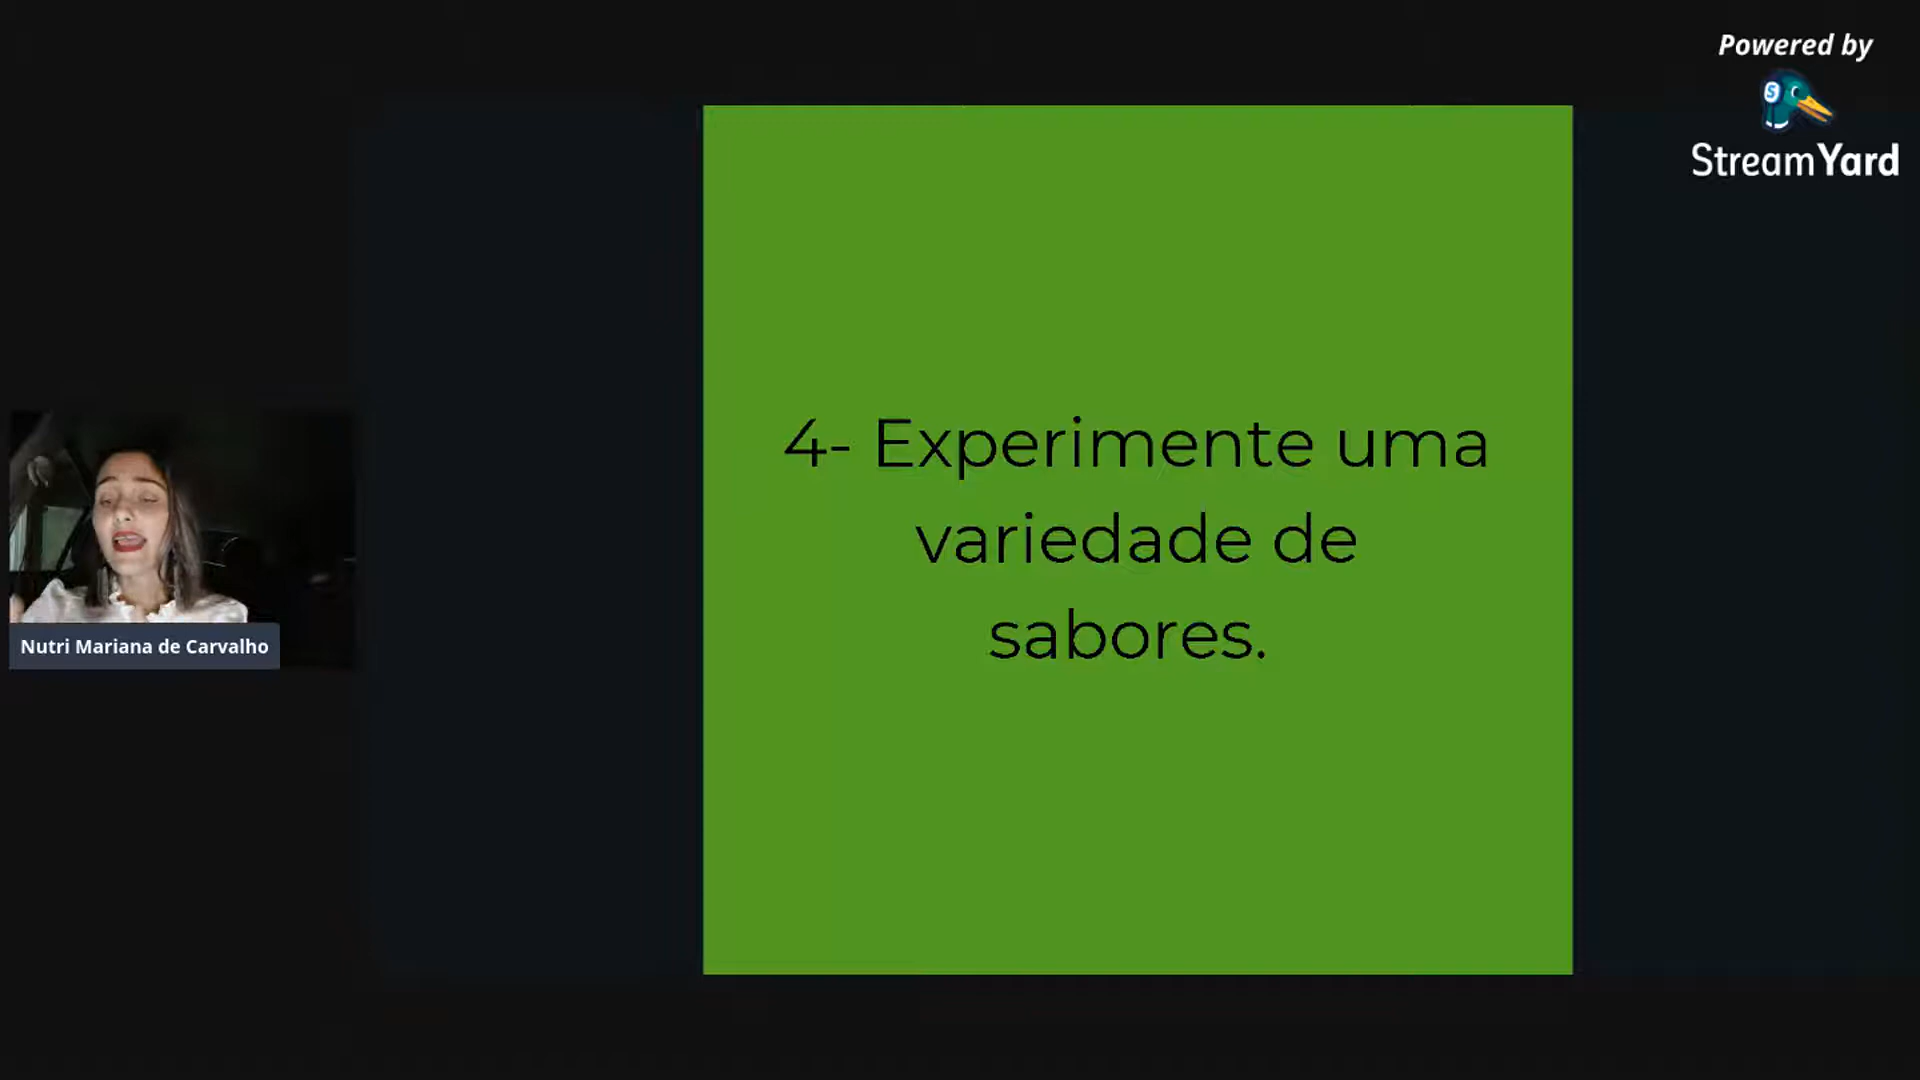 Powered by
StreamYard
4- Experimente uma
variedade de
sabores.
Nutri Mariana de Carvalho